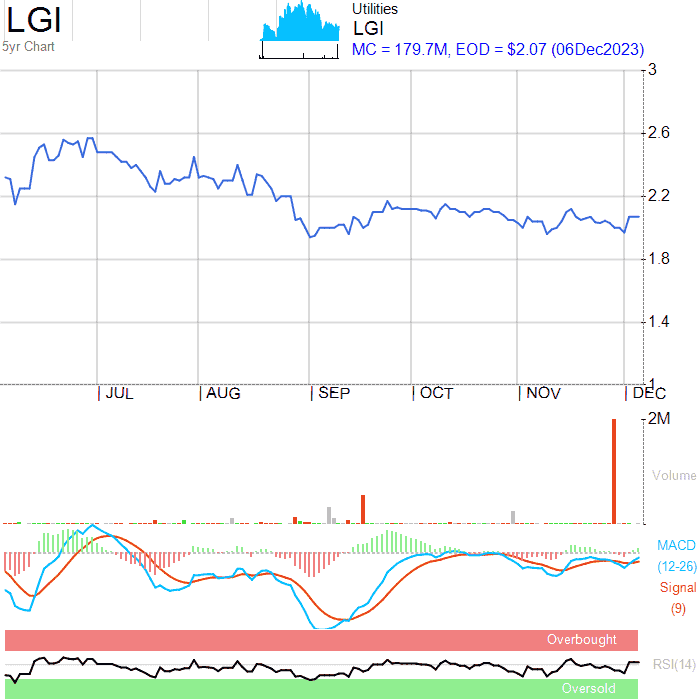 LGI
5yr Chart
Utilities
LGI
MC = 179.7M, EOD = $2.07 (06Dec2023)
3
2.6
2.2
1.8
1.4
1
JUL AUG SEP OCT NOV DEC
2M
Volume
MACD
(12-26)
Signal
(9)
Overbought
RSI(14)
Oversold